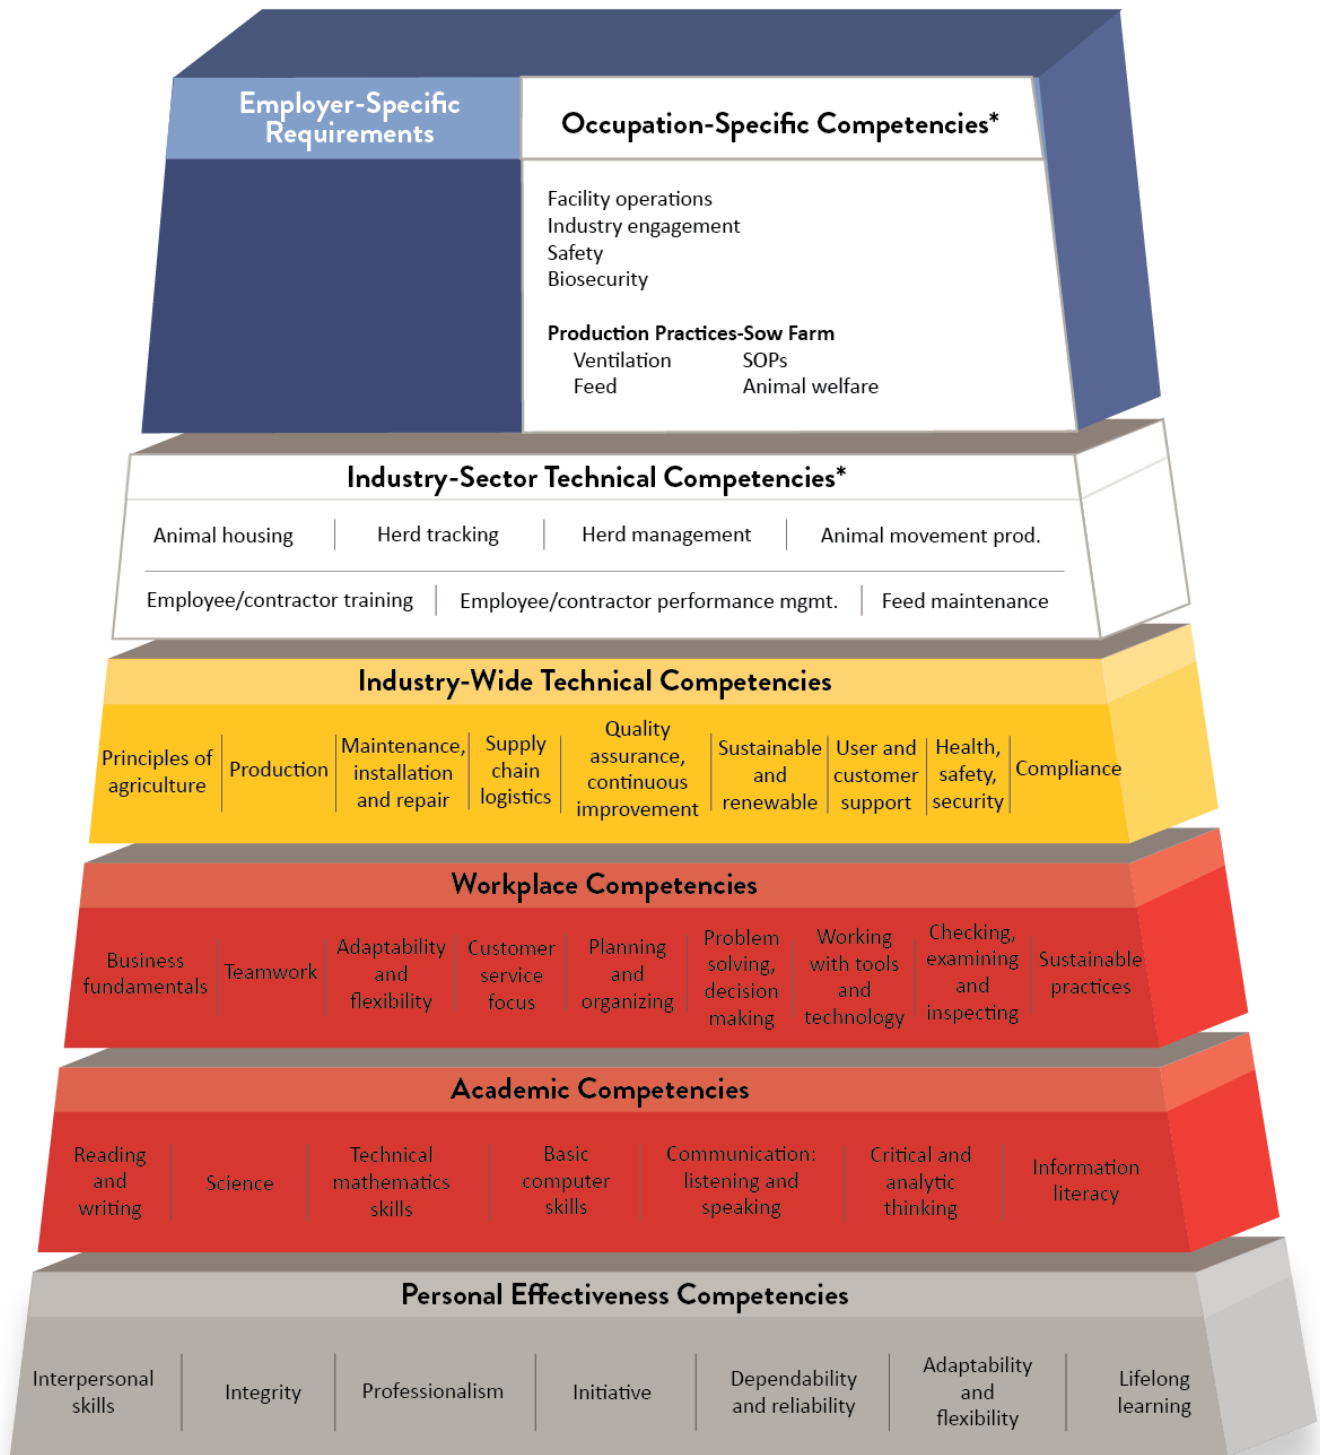 Employer-Specific
Requirements
Occupation-Specific Competencies*
Facility operations
Industry engagement
Safety
Biosecurity
Production Practices-Sow Farm
Ventilation SOPs
Feed Animal welfare
Industry-Sector Technical Competencies*
Animal housing
Herd tracking
Herd management
Animal movement prod.
Employee/contractor training
Employee/contractor performance mgmt.
Feed maintenance
Industry-Wide Technical Competencies
Principles of
agriculture
Production
Maintenance,
installation
and repair
Supply
chain
logistics
Quality
assurance,
continuous
improvement
Sustainable
and
renewable
User and
customer
support
Health,
safety,
security
Compliance
Workplace Competencies
Business
fundamentals
Teamwork
Adaptability
and
flexibility
Customer
service
focus
Planning
and
organizing
Problem
solving,
decision
making
Working
with tools
and
technology
Checking,
examining
and
inspecting
Sustainable
practices
Academic Competencies
Reading
and
writing
Science
Technical
mathematics
skills
Basic
computer
skills
Communication:
listening and
speaking
Critical and
analytic
thinking
Information
literacy
Personal Effectiveness Competencies
Interpersonal
skills
Integrity
Professionalism
Initiative
Dependability
and reliability
Adaptability
and
flexibility
Lifelong
learning